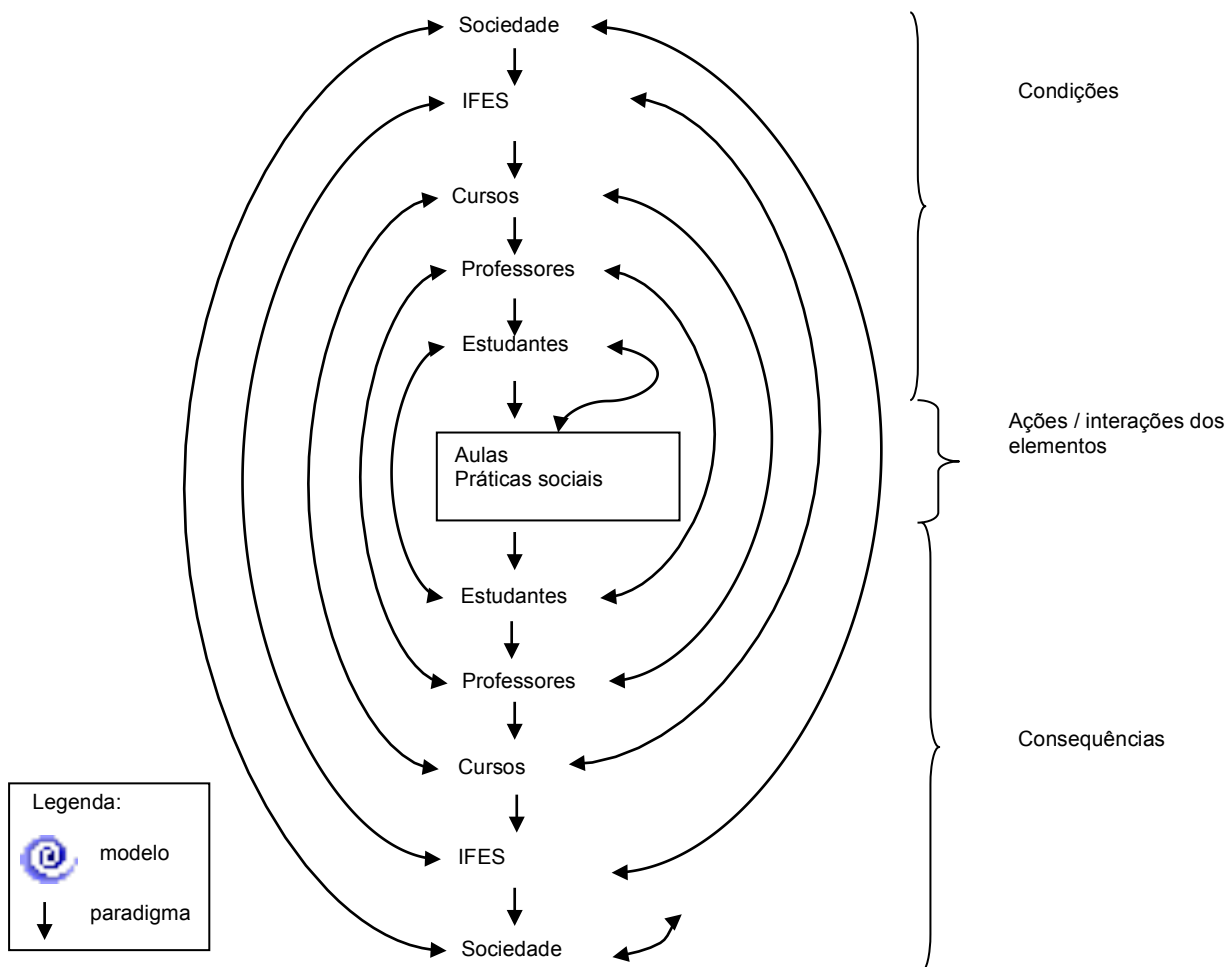 Sociedade
IFES
Cursos
Professores
Estudantes
Aulas
Práticas sociais
Estudantes
Professores
Cursos
IFES
Sociedade
Condições
Ações / interações dos
elementos
Consequências
Legenda:
modelo
paradigma